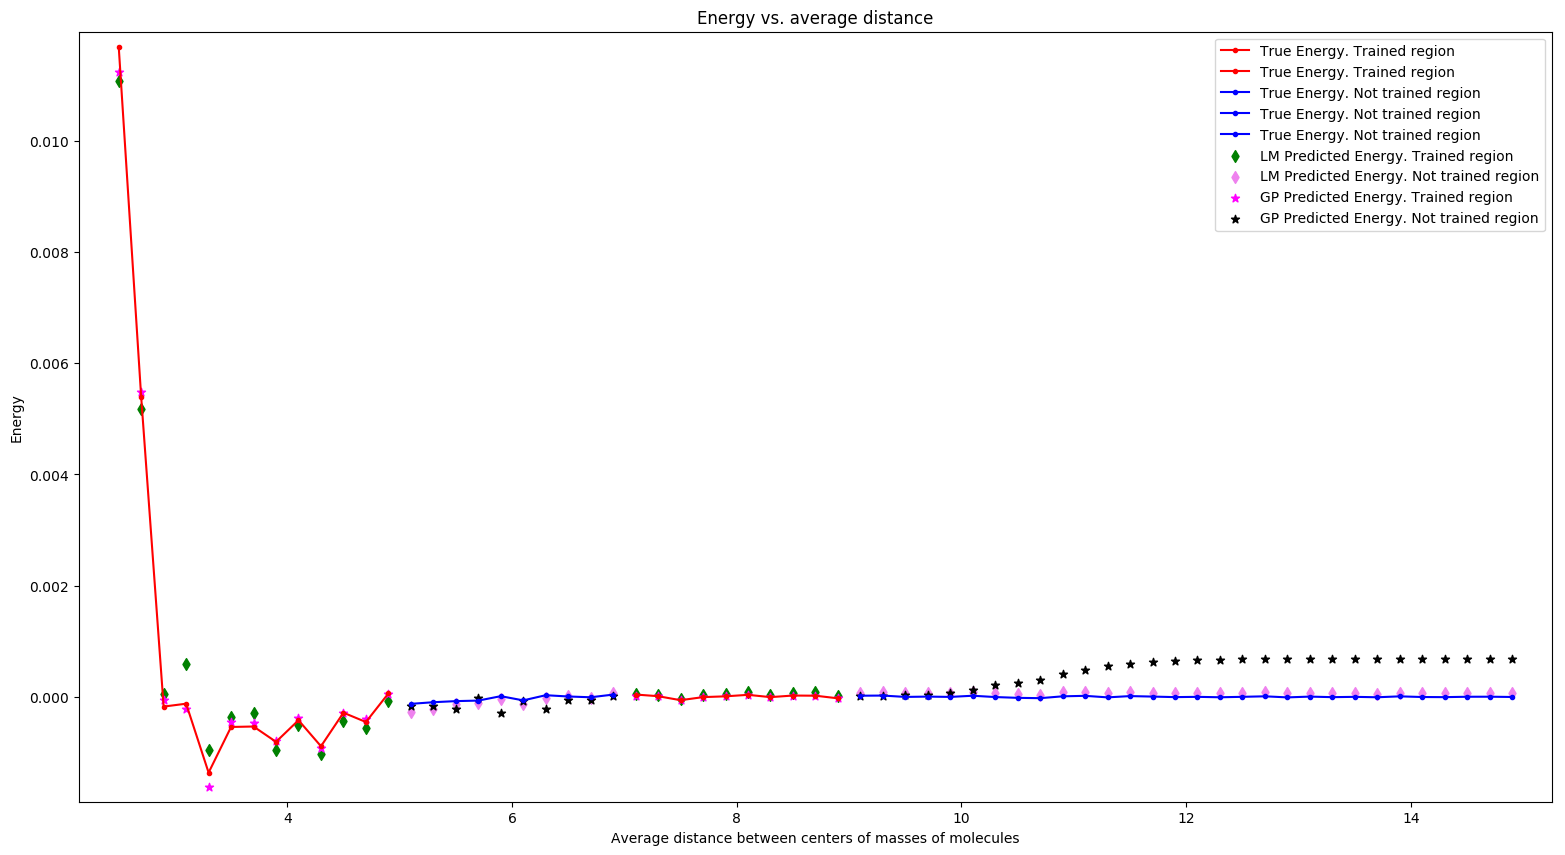 Energy vs. average distance
True Energy. Trained region
True Energy. Trained region
True Energy. Not trained region
True Energy. Not trained region
True Energy. Not trained region
LM Predicted Energy. Trained region
LM Predicted Energy. Not trained region
GP Predicted Energy. Trained region
GP Predicted Energy. Not trained region
Energy
0.010
0.008
0.006
0.004
0.002
0.000
4 6 8 10 12 14
Average distance between centers of masses of molecules